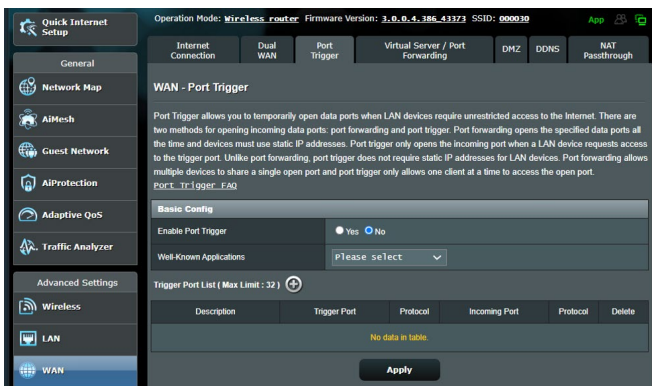 Quick Internet
Setup
General
Network Map
AiMesh
Guest Network
AiProtection
Adaptive QoS
Traffic Analyzer
Advanced Settings
Wireless
LAN
WAN
Operation Mode: Wireless router Firmware Version: 3.0.0.4.386_43373 SSID: 000030
App
Internet
Connection
Dual
WAN
Port
Trigger
Virtual Server / Port
Forwarding
DMZ
DDNS
NAT
Passthrough
WAN - Port Trigger
Port Trigger allows you to temporarily open data ports when LAN devices require unrestricted access to the Internet. There are
two methods for opening incoming data ports: port forwarding and port trigger. Port forwarding opens the specified data ports all
the time and devices must use static IP addresses. Port trigger only opens the incoming port when a LAN device requests access
to the trigger port. Unlike port forwarding, port trigger does not require static IP addresses for LAN devices. Port forwarding allows
multiple devices to share a single open port and port trigger only allows one client at a time to access the open port.
Port Trigger FAQ
Basic Config
Enable Port Trigger Yes No
Well-Known Applications Please select
Trigger Port List ( Max Limit : 32 )
Description Trigger Port Protocol Incoming Port Protocol Delete
No data in table.
Apply